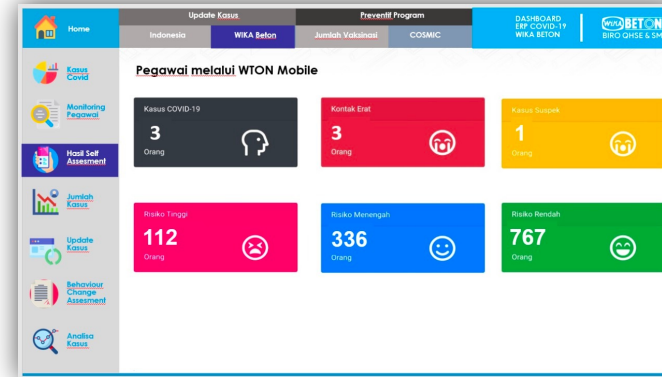 Home
Update Kasus
Preventif Program
Indonesia
WIKA Beton
Jumlah Vaksinasi
COSMIC
DASHBOARD
ERP COVID-19
WIKA BETON
WIKA BETON
BIRO QHSE & SM
Kasus
Covid
Monitoring
Pegawai
Hasil Self
Assesment
Jumlah
Kasus
Update
Kasus
Behaviour
Change
Assesment
Analisa
Kasus
Pegawai melalui WTON Mobile
Kasus COVID-19
3
Orang
Kontak Erat
3
Orang
Kasus Suspek
1
Orang
Risiko Tinggi
112
Orang
Risiko Menengah
336
Orang
Risiko Rendah
767
Orang